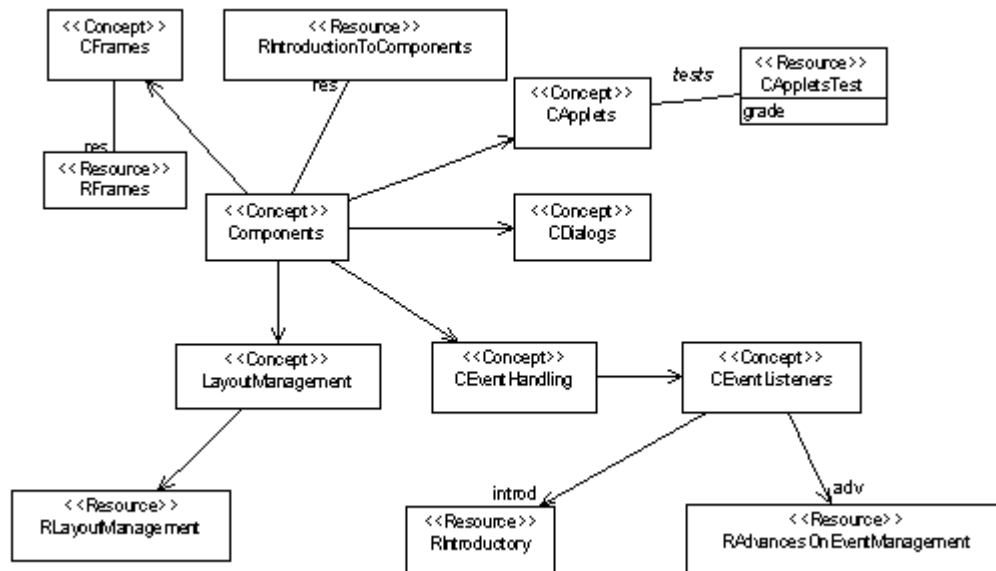 <<Concept>>
CFrames
<<Resource>>
RIntroductionToComponents
res
<<Concept>>
CApplets
tests
<<Resource>>
CAppletsTest
grade
res
<<Resource>>
RFrames
<<Concept>>
Components
<<Concept>>
CDialogs
<<Concept>>
LayoutManagement
<<Concept>>
CEventHandling
<<Concept>>
CEventListeners
<<Resource>>
RLayoutManagement
introd
<<Resource>>
RIntroductory
adv
<<Resource>>
RAdvancesOnEventManagement